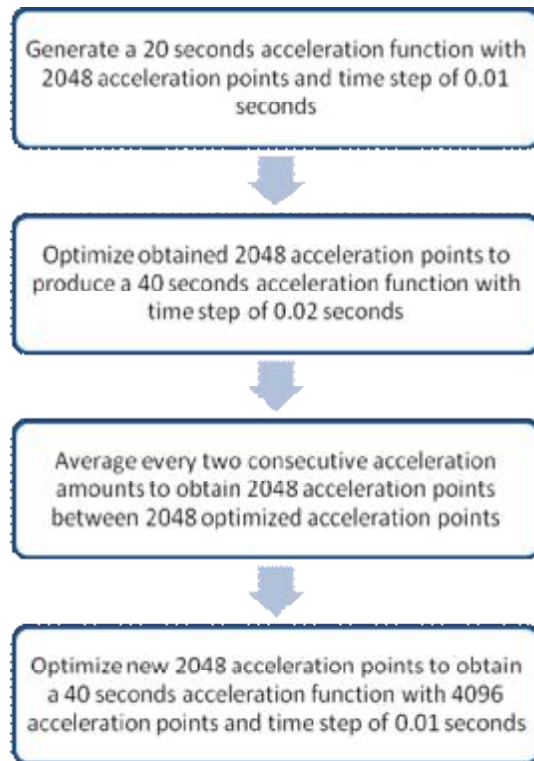 Generate a 20 seconds acceleration function with
2048 acceleration points and time step of 0.01
seconds
Optimize obtained 2048 acceleration points to
produce a 40 seconds acceleration function with
time step of 0.02 seconds
Average every two consecutive acceleration
amounts to obtain 2048 acceleration points
between 2048 optimized acceleration points
Optimize new 2048 acceleration points to obtain
a 40 seconds acceleration function with 4096
acceleration points and time step of 0.01 seconds